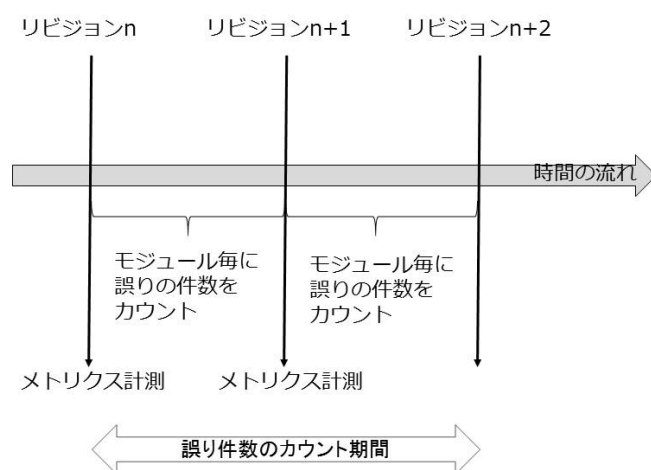 リビジョンn
リビジョンn+1
リビジョンn+2
時間の流れ
モジュール毎に
誤りの件数を
カウント
モジュール毎に
誤りの件数を
カウント
メトリクス計測
メトリクス計測
誤り件数のカウント期間